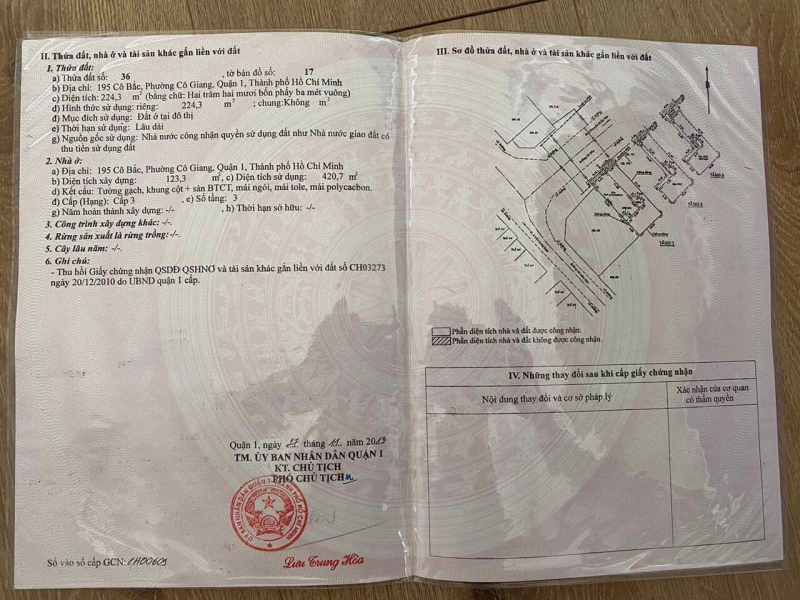 II. Thửa đất, nhà ở và tài sản khác gắn liền với đất
1. Thửa đất:
a) Thửa đất số: 36 , tờ bản đồ số: 17
b) Địa chỉ: 195 Cô Bắc, Phường Cô Giang, Quận 1, Thành phố Hồ Chí Minh
c) Diện tích: 224,3 m² (bằng chữ: Hai trăm hai mươi bốn phẩy ba mét vuông)
d) Hình thức sử dụng: riêng: 224,3 m² ; chung:Không m²
đ) Mục đích sử dụng: Đất ở tại đô thị
e) Thời hạn sử dụng: Lâu dài
g) Nguồn gốc sử dụng: Nhà nước công nhận quyền sử dụng đất như Nhà nước giao đất có
thu tiền sử dụng đất
2. Nhà ở:
a) Địa chỉ: 195 Cô Bắc, Phường Cô Giang, Quận 1, Thành phố Hồ Chí Minh
b) Diện tích xây dựng: 123,3 m², c) Diện tích sử dụng: 420,7 m²
d) Kết cấu: Tường gạch, khung cột + sàn BTCT, mái ngói, mái tole, mái polycacbon.
đ) Cấp (Hạng): Cấp 3 , e) Số tầng: 3
g) Năm hoàn thành xây dựng: -/- , h) Thời hạn sở hữu: -/-
3. Công trình xây dựng khác: -/-
4. Rừng sản xuất là rừng trồng:-/-
5. Cây lâu năm: -/-.
6. Ghi chú:
- Thu hồi Giấy chứng nhận QSDĐ QSHNƠ và tài sản khác gắn liền với đất số CH03273
ngày 20/12/2010 do UBND quận 1 cấp.
Quận 1, ngày 27 tháng 11 năm 2013
TM. ỦY BAN NHÂN DÂN QUẬN 1
KT. CHỦ TỊCH
PHÓ CHỦ TỊCH
Lưu Trung Hòa
Số vào sổ cấp GCN: CH00609
III. Sơ đồ thửa đất, nhà ở và tài sản khác gắn liền với đất
TẦNG 3
TẦNG 2
TẦNG 1
Phần diện tích nhà và đất được công nhận.
Phần diện tích nhà và đất không được công nhận.
IV. Những thay đổi sau khi cấp giấy chứng nhận
Nội dung thay đổi và cơ sở pháp lý
Xác nhận của cơ quan
có thẩm quyền